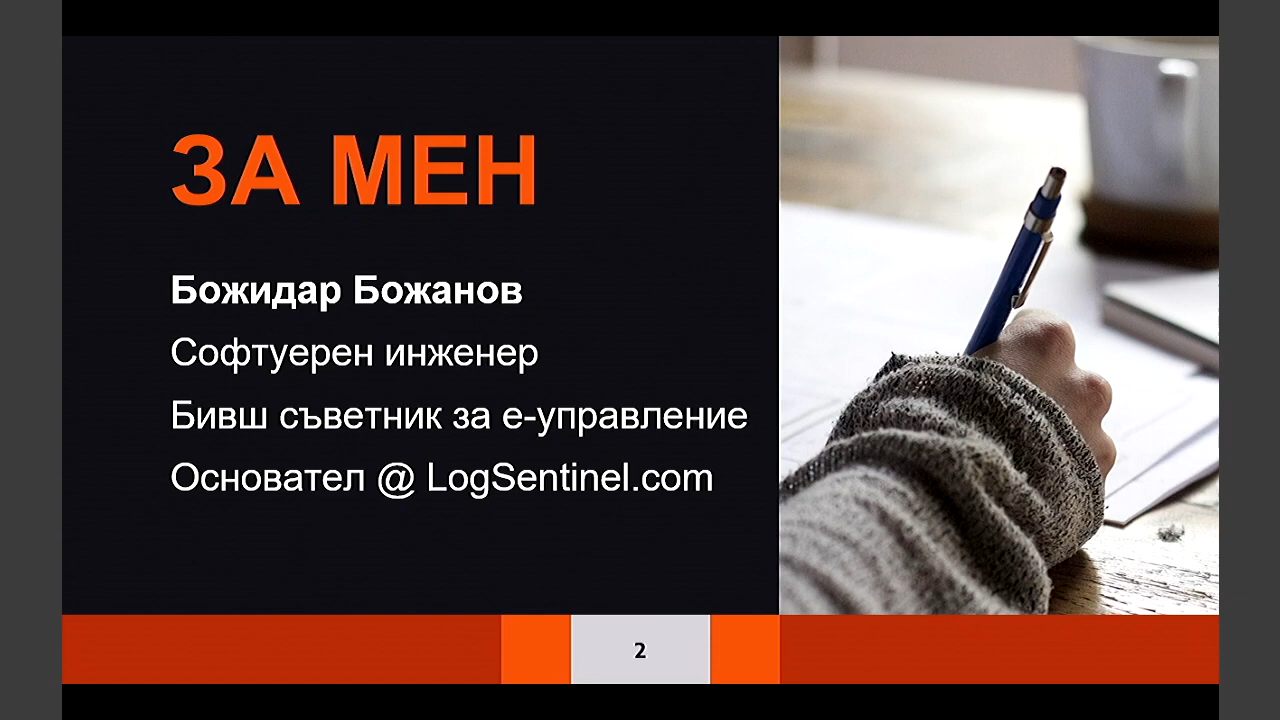 ЗА МЕН
Божидар Божанов
Софтуерен инженер
Бивш съветник за е-управление
Основател @ LogSentinel.com
2